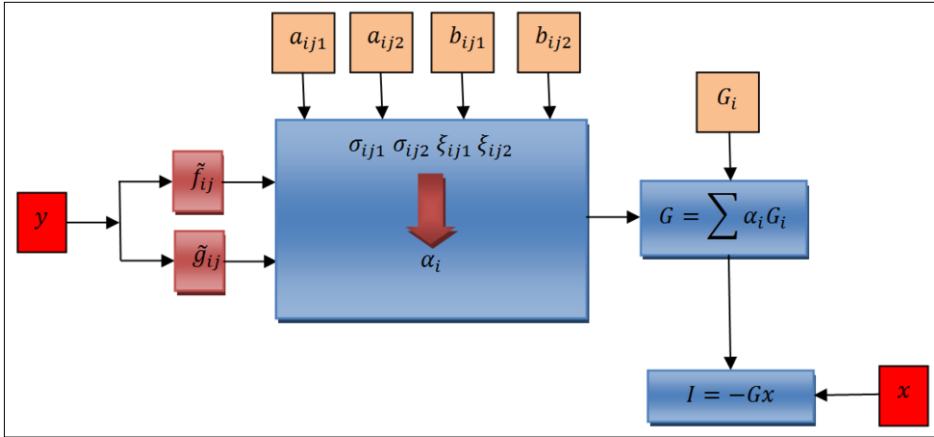 a_{ij1} a_{ij2} b_{ij1} b_{ij2}
G_i
σ_{ij1} σ_{ij2} ξ_{ij1} ξ_{ij2}
f̃_{ij}
y
G = ∑ α_i G_i
g̃_{ij}
α_i
I = −Gx
x